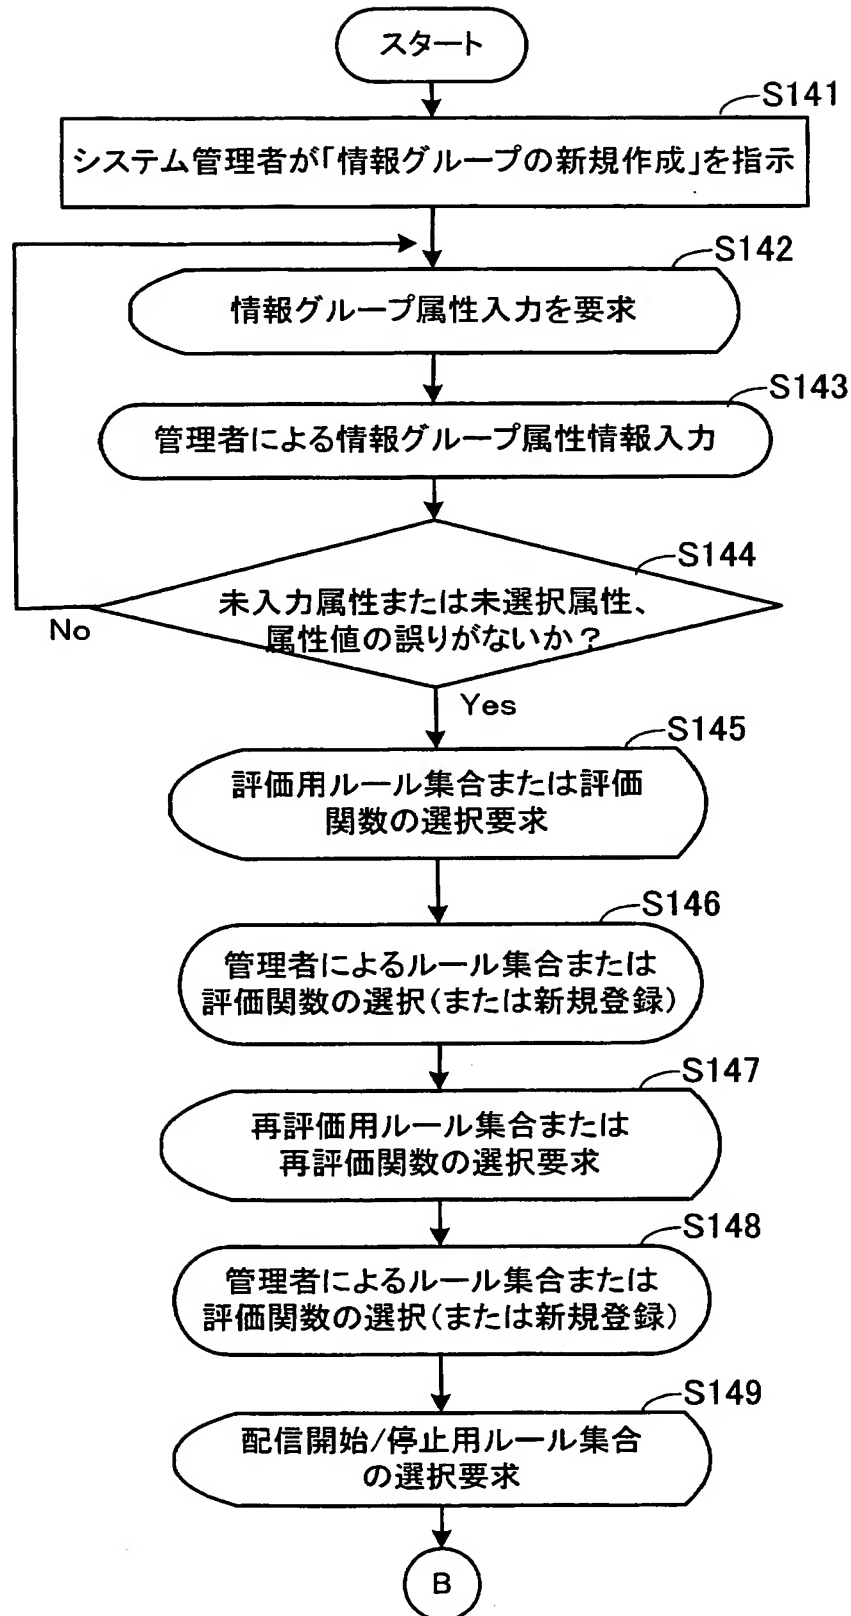 スタート
S141
システム管理者が「情報グループの新規作成」を指示
S142
情報グループ属性入力を要求
S143
管理者による情報グループ属性情報入力
S144
未入力属性または未選択属性、
属性値の誤りがないか？
No
Yes
S145
評価用ルール集合または評価
関数の選択要求
S146
管理者によるルール集合または
評価関数の選択(または新規登録)
S147
再評価用ルール集合または
再評価関数の選択要求
S148
管理者によるルール集合または
評価関数の選択(または新規登録)
S149
配信開始/停止用ルール集合
の選択要求
B